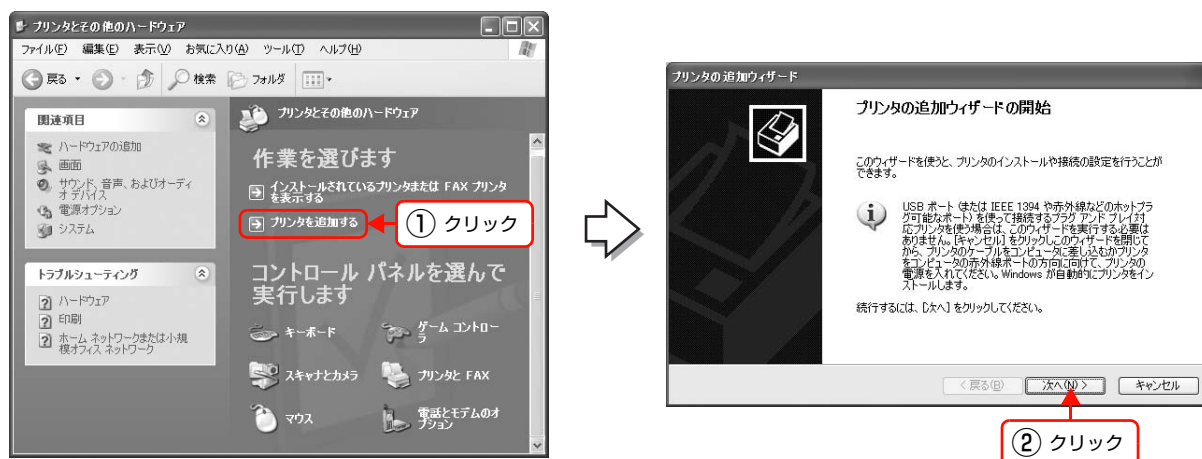 プリンタとその他のハードウェア
ファイル(F) 編集(E) 表示(V) お気に入り(A) ツール(T) ヘルプ(H)
戻る 検索 フォルダ
関連項目
ハードウェアの追加
画面
サウンド、音声、およびオーディ
オ デバイス
電源オプション
システム
トラブルシューティング
ハードウェア
印刷
ホーム ネットワークまたは小規
模オフィス ネットワーク
プリンタとその他のハードウェア
作業を選びます
インストールされているプリンタまたは FAX プリンタ
を表示する
プリンタを追加する
① クリック
コントロール パネルを選んで
実行します
キーボード
ゲーム コントロー
ラ
スキャナとカメラ
プリンタと FAX
マウス
電話とモデムのオ
プション
プリンタの追加ウィザード
プリンタの追加ウィザードの開始
このウィザードを使うと、プリンタのインストールや接続の設定を行うことが
できます。
USB ポート (または IEEE 1394 や赤外線などのホットプラ
グ可能なポート) を使って接続するプラグ アンド プレイ対
応プリンタを使う場合は、このウィザードを実行する必要は
ありません。[キャンセル] をクリックしこのウィザードを閉じて
から、プリンタのケーブルをコンピュータに差し込むかプリンタ
をコンピュータの赤外線ポートの方向に向けて、プリンタの
電源を入れてください。Windows が自動的にプリンタをイン
ストールします。
続行するには、[次へ] をクリックしてください。
< 戻る(B) 次へ(N) > キャンセル
② クリック